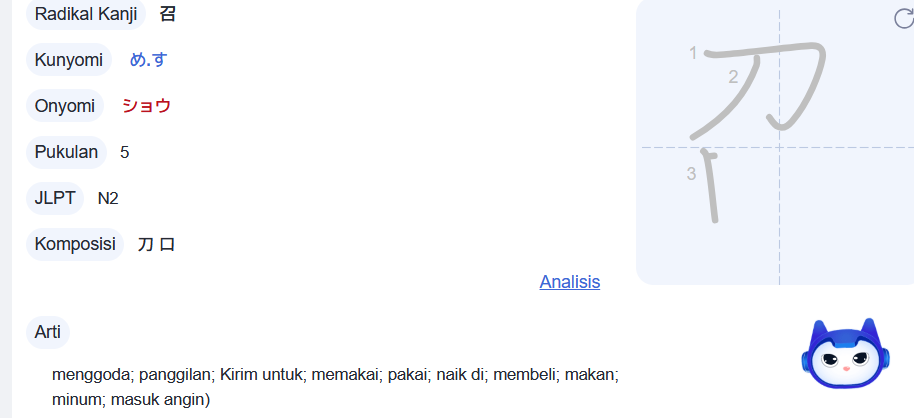 Radikal Kanji 召
Kunyomi め.す
Onyomi ショウ
Pukulan 5
JLPT N2
Komposisi 刀 口
Analisis
Arti
menggoda; panggilan; Kirim untuk; memakai; pakai; naik di; membeli; makan;
minum; masuk angin)
1
2
3